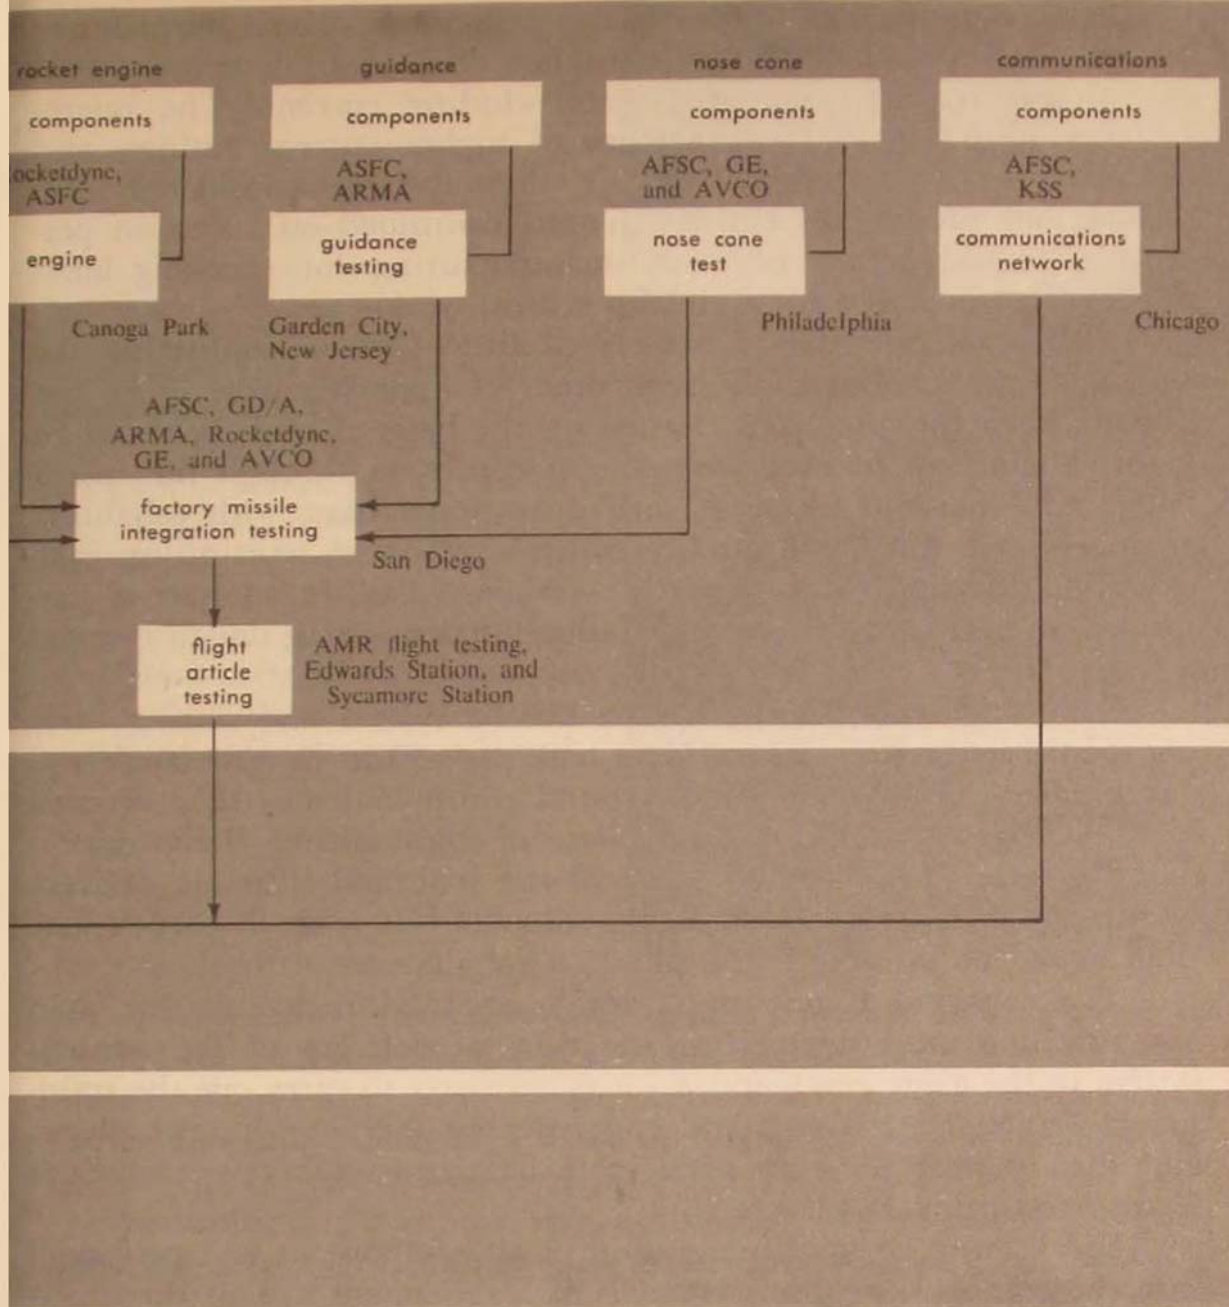 rocket engine
components
ASFC
engine
Canoga Park
guidance
components
ASFC,
ARMA
guidance
testing
Garden City,
New Jersey
nose cone
components
AFSC, GE,
and AVCO
nose cone
test
Philadelphia
communications
components
AFSC,
KSS
communications
network
Chicago
AFSC, GD/A,
ARMA, Rocketdyne,
GE, and AVCO
factory missile
integration testing
San Diego
flight
article
testing
AMR flight testing,
Edwards Station, and
Sycamore Station